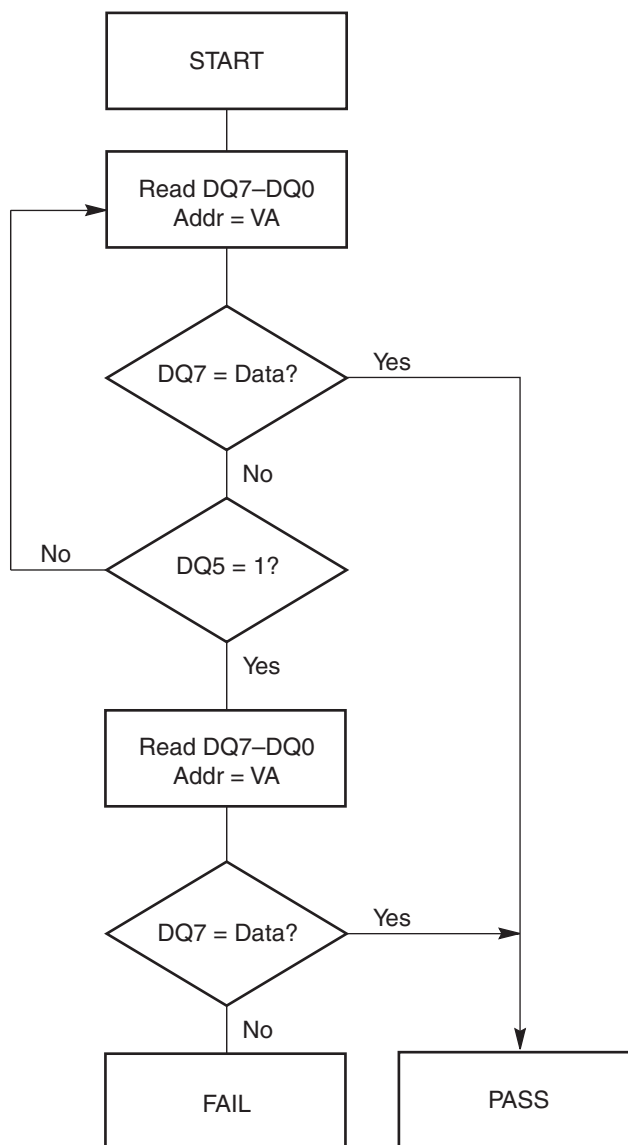 START
Read DQ7–DQ0
Addr = VA
DQ7 = Data?
Yes
No
No
DQ5 = 1?
Yes
Read DQ7–DQ0
Addr = VA
DQ7 = Data?
Yes
No
FAIL
PASS